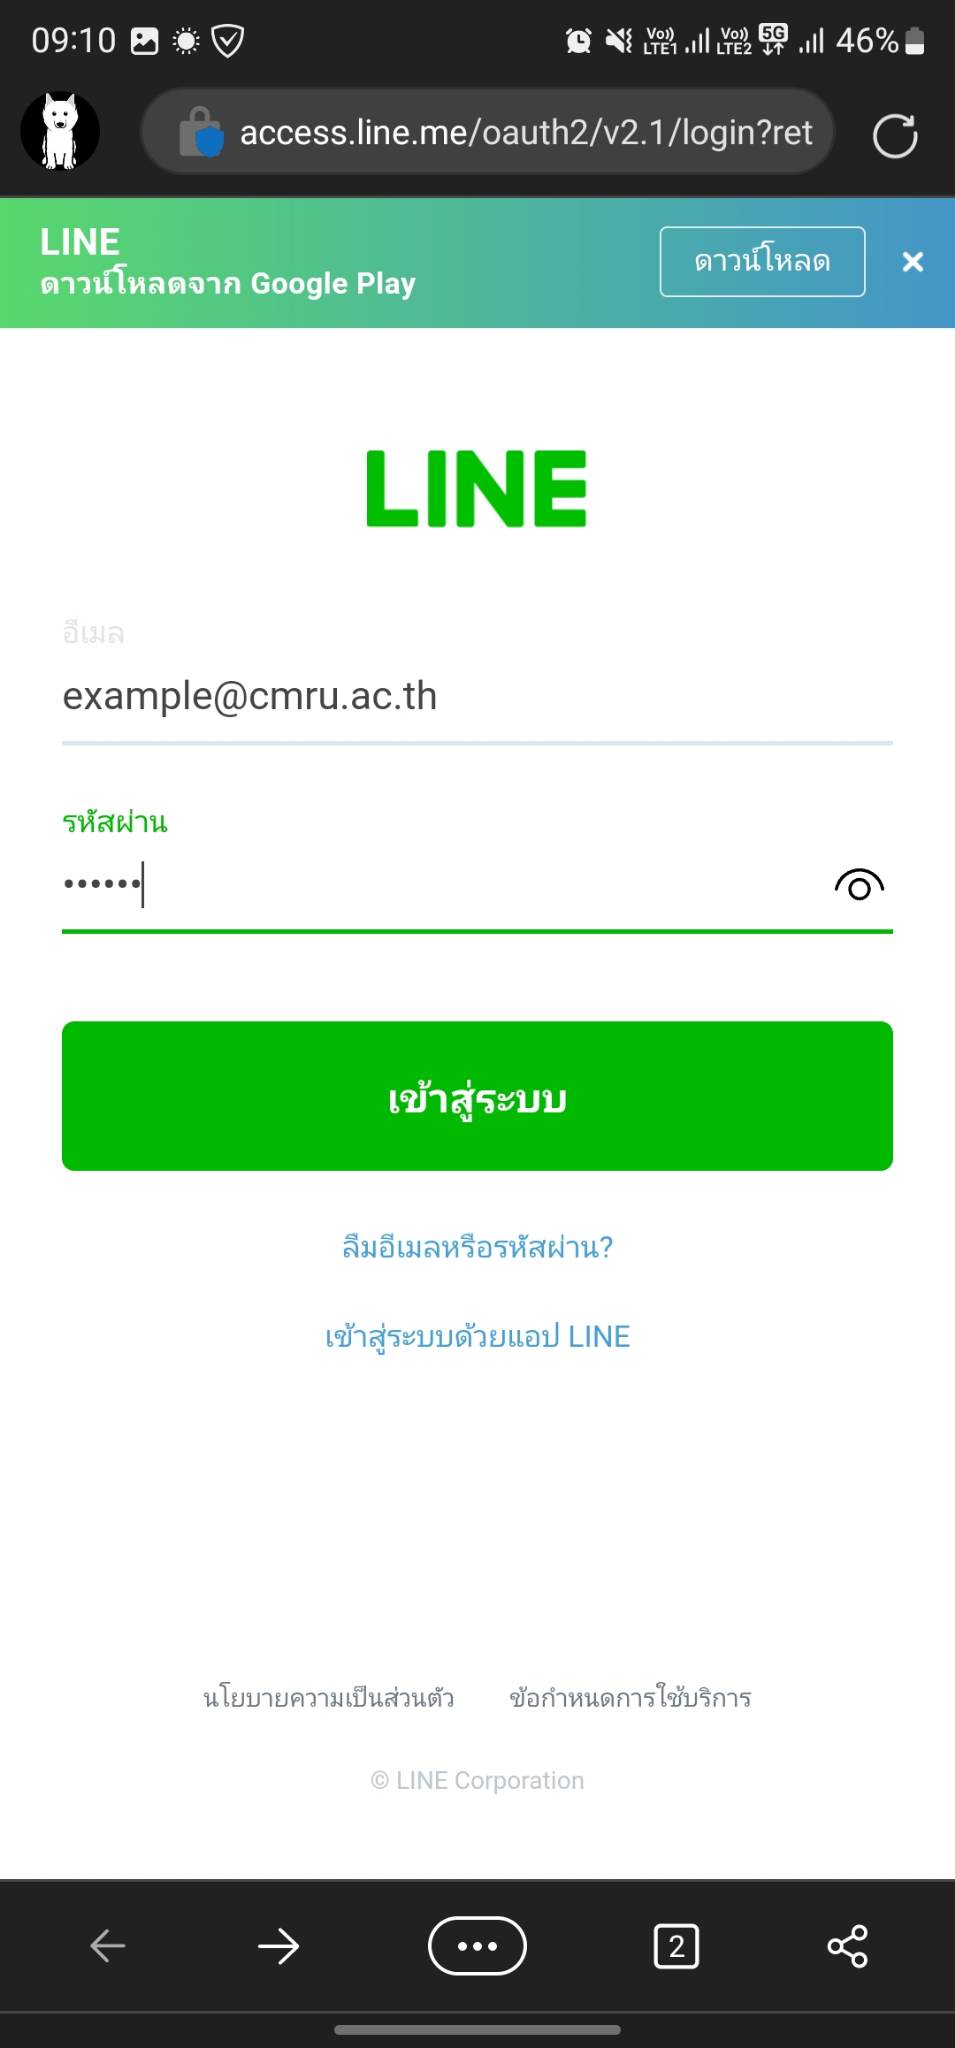 09:10
Vo)) LTE1 Vo)) LTE2 5G 46%
access.line.me/oauth2/v2.1/login?ret
LINE
ดาวน์โหลดจาก Google Play
ดาวน์โหลด
LINE
อีเมล
example@cmru.ac.th
รหัสผ่าน
••••••
เข้าสู่ระบบ
ลืมอีเมลหรือรหัสผ่าน?
เข้าสู่ระบบด้วยแอป LINE
นโยบายความเป็นส่วนตัว ข้อกำหนดการใช้บริการ
© LINE Corporation
2